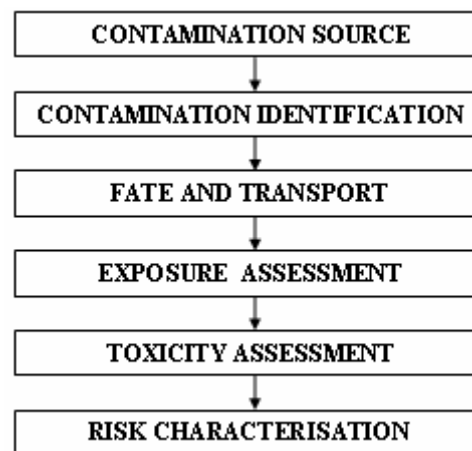 CONTAMINATION SOURCE
CONTAMINATION IDENTIFICATION
FATE AND TRANSPORT
EXPOSURE ASSESSMENT
TOXICITY ASSESSMENT
RISK CHARACTERISATION